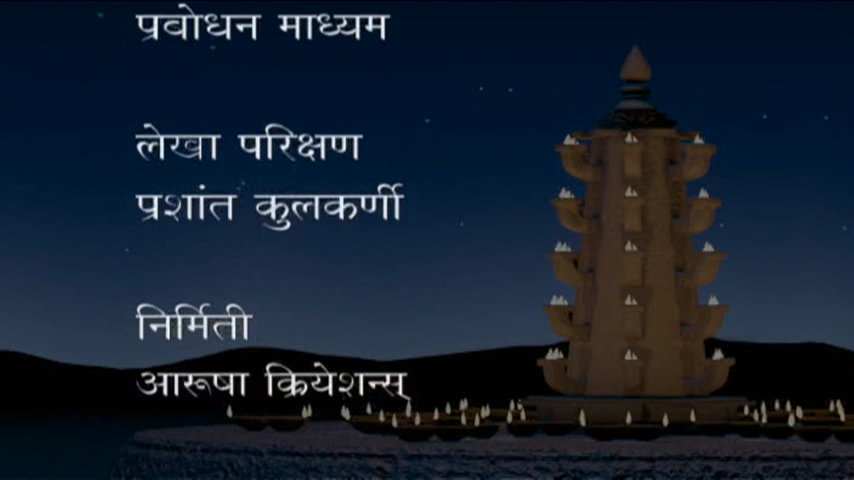 प्रबोधन माध्यम
लेखा परिक्षण
प्रशांत कुलकर्णी
निर्मिती
आरूषा क्रियेशन्स्